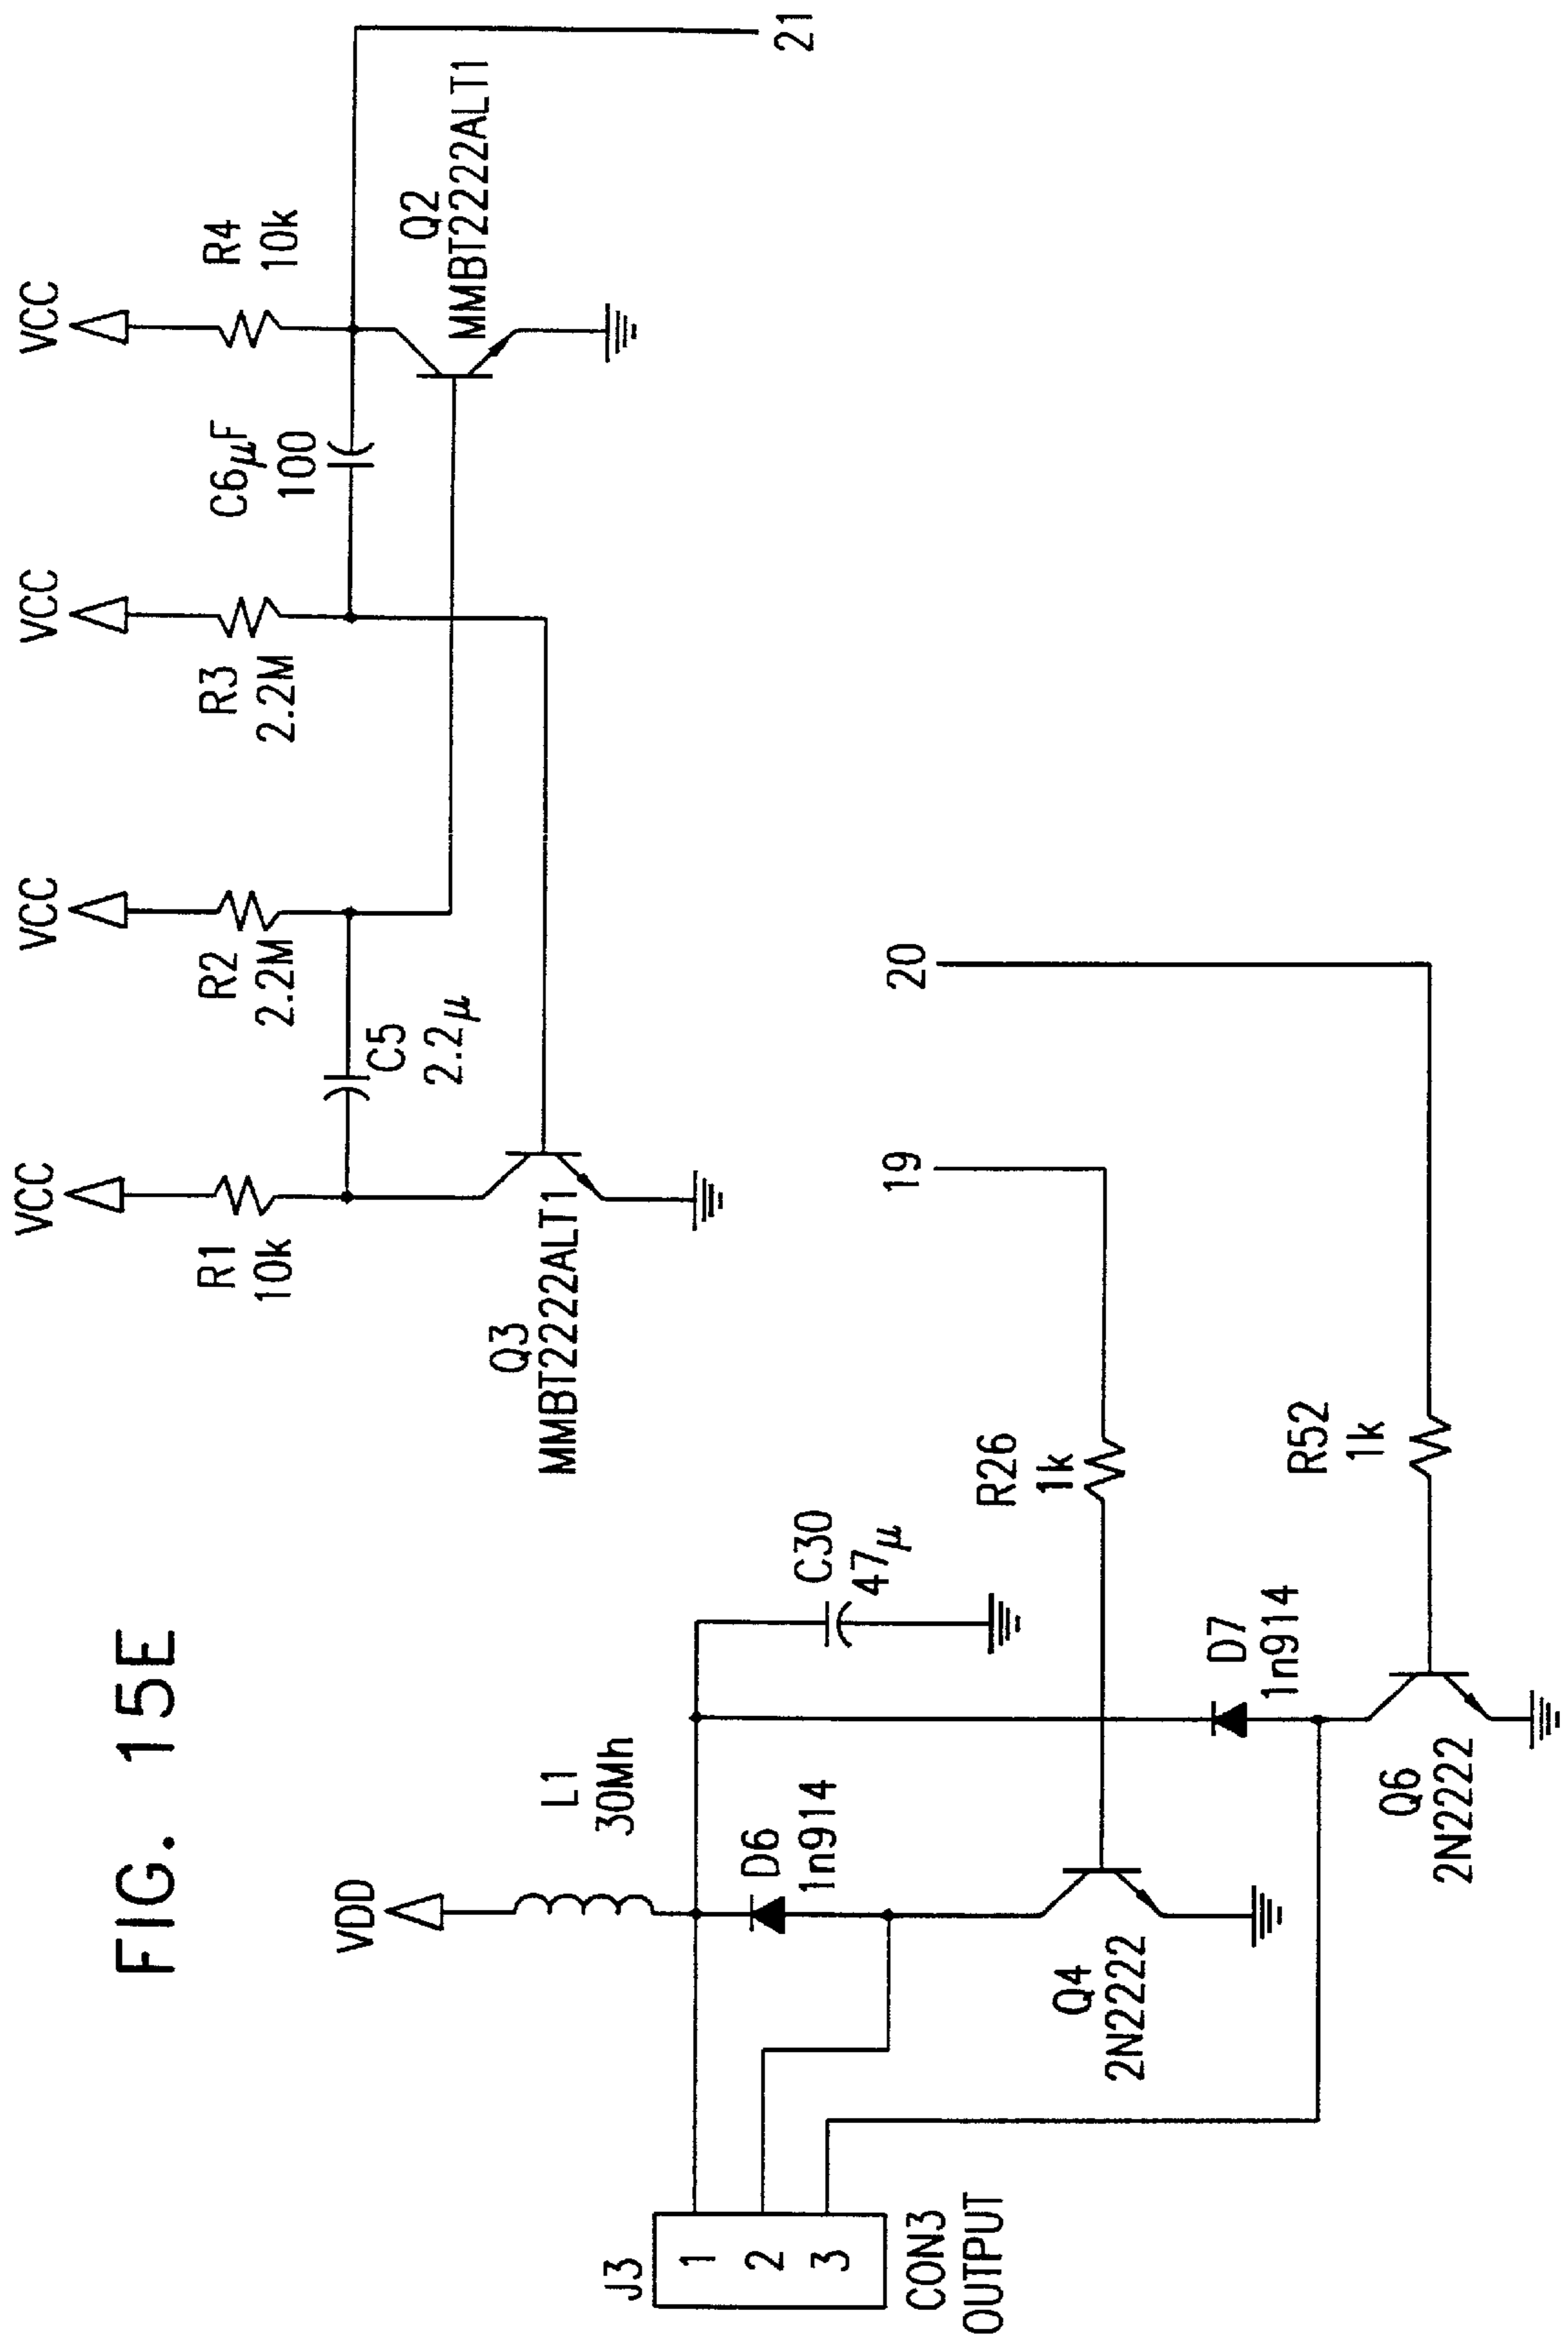 FIG. 15E
VCC
VCC
VCC
VCC
R1
10k
R2
2.2M
R3
2.2M
R4
10k
C5
2.2μ
C6μF
100
Q3
MMBT2222ALT1
Q2
MMBT2222ALT1
21
VDD
L1
30Mh
J3
1
2
3
CON3
OUTPUT
D6
1n914
C30
47μ
19
20
R26
1k
Q4
2N2222
D7
1n914
R52
1k
Q6
2N2222